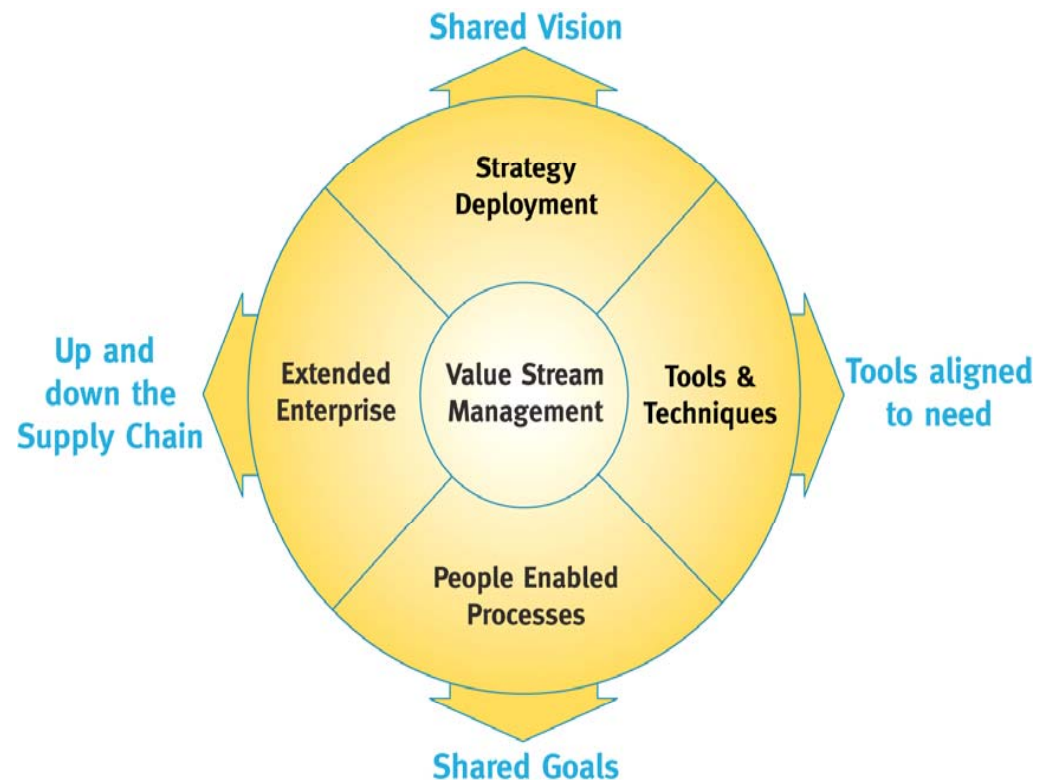 Shared Vision
Strategy
Deployment
Up and
down the
Supply Chain
Extended
Enterprise
Value Stream
Management
Tools &
Techniques
Tools aligned
to need
People Enabled
Processes
Shared Goals